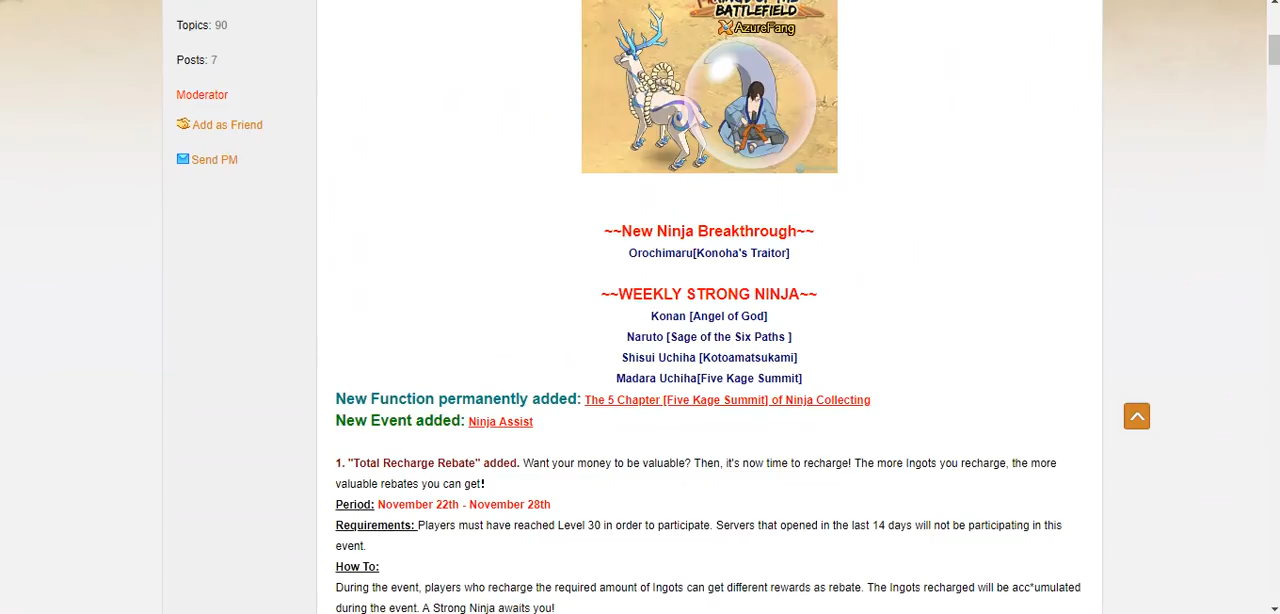 Topics: 90
Posts: 7
Moderator
Add as Friend
Send PM
BATTLEFIELD
AzureFang
~~New Ninja Breakthrough~~
Orochimaru[Konoha's Traitor]
~~WEEKLY STRONG NINJA~~
Konan [Angel of God]
Naruto [Sage of the Six Paths ]
Shisui Uchiha [Kotoamatsukami]
Madara Uchiha[Five Kage Summit]
New Function permanently added: The 5 Chapter [Five Kage Summit] of Ninja Collecting
New Event added: Ninja Assist
1. "Total Recharge Rebate" added. Want your money to be valuable? Then, it's now time to recharge! The more Ingots you recharge, the more
valuable rebates you can get!
Period: November 22th - November 28th
Requirements: Players must have reached Level 30 in order to participate. Servers that opened in the last 14 days will not be participating in this
event.
How To:
During the event, players who recharge the required amount of Ingots can get different rewards as rebate. The Ingots recharged will be acc*umulated
during the event. A Strong Ninja awaits you!